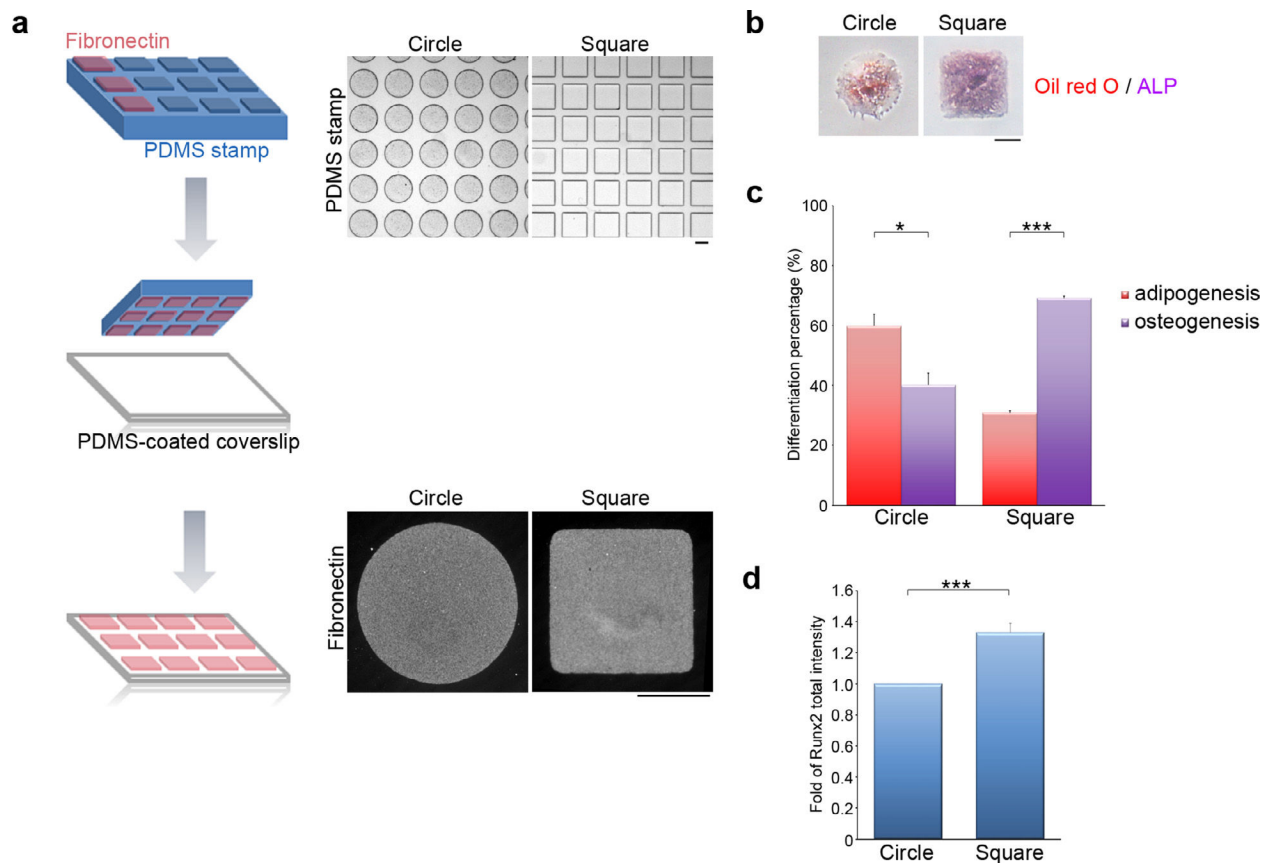 a
Fibronectin
PDMS stamp
PDMS-coated coverslip
Circle
Square
PDMS stamp
Circle
Square
Fibronectin
b
Circle
Square
Oil red O / ALP
c
Differentiation percentage (%)
100
80
60
40
20
0
*
***
Circle
Square
adipogenesis
osteogenesis
d
Fold of Runx2 total intensity
1.6
1.4
1.2
1.0
0.8
0.6
0.4
0.2
0
***
Circle
Square